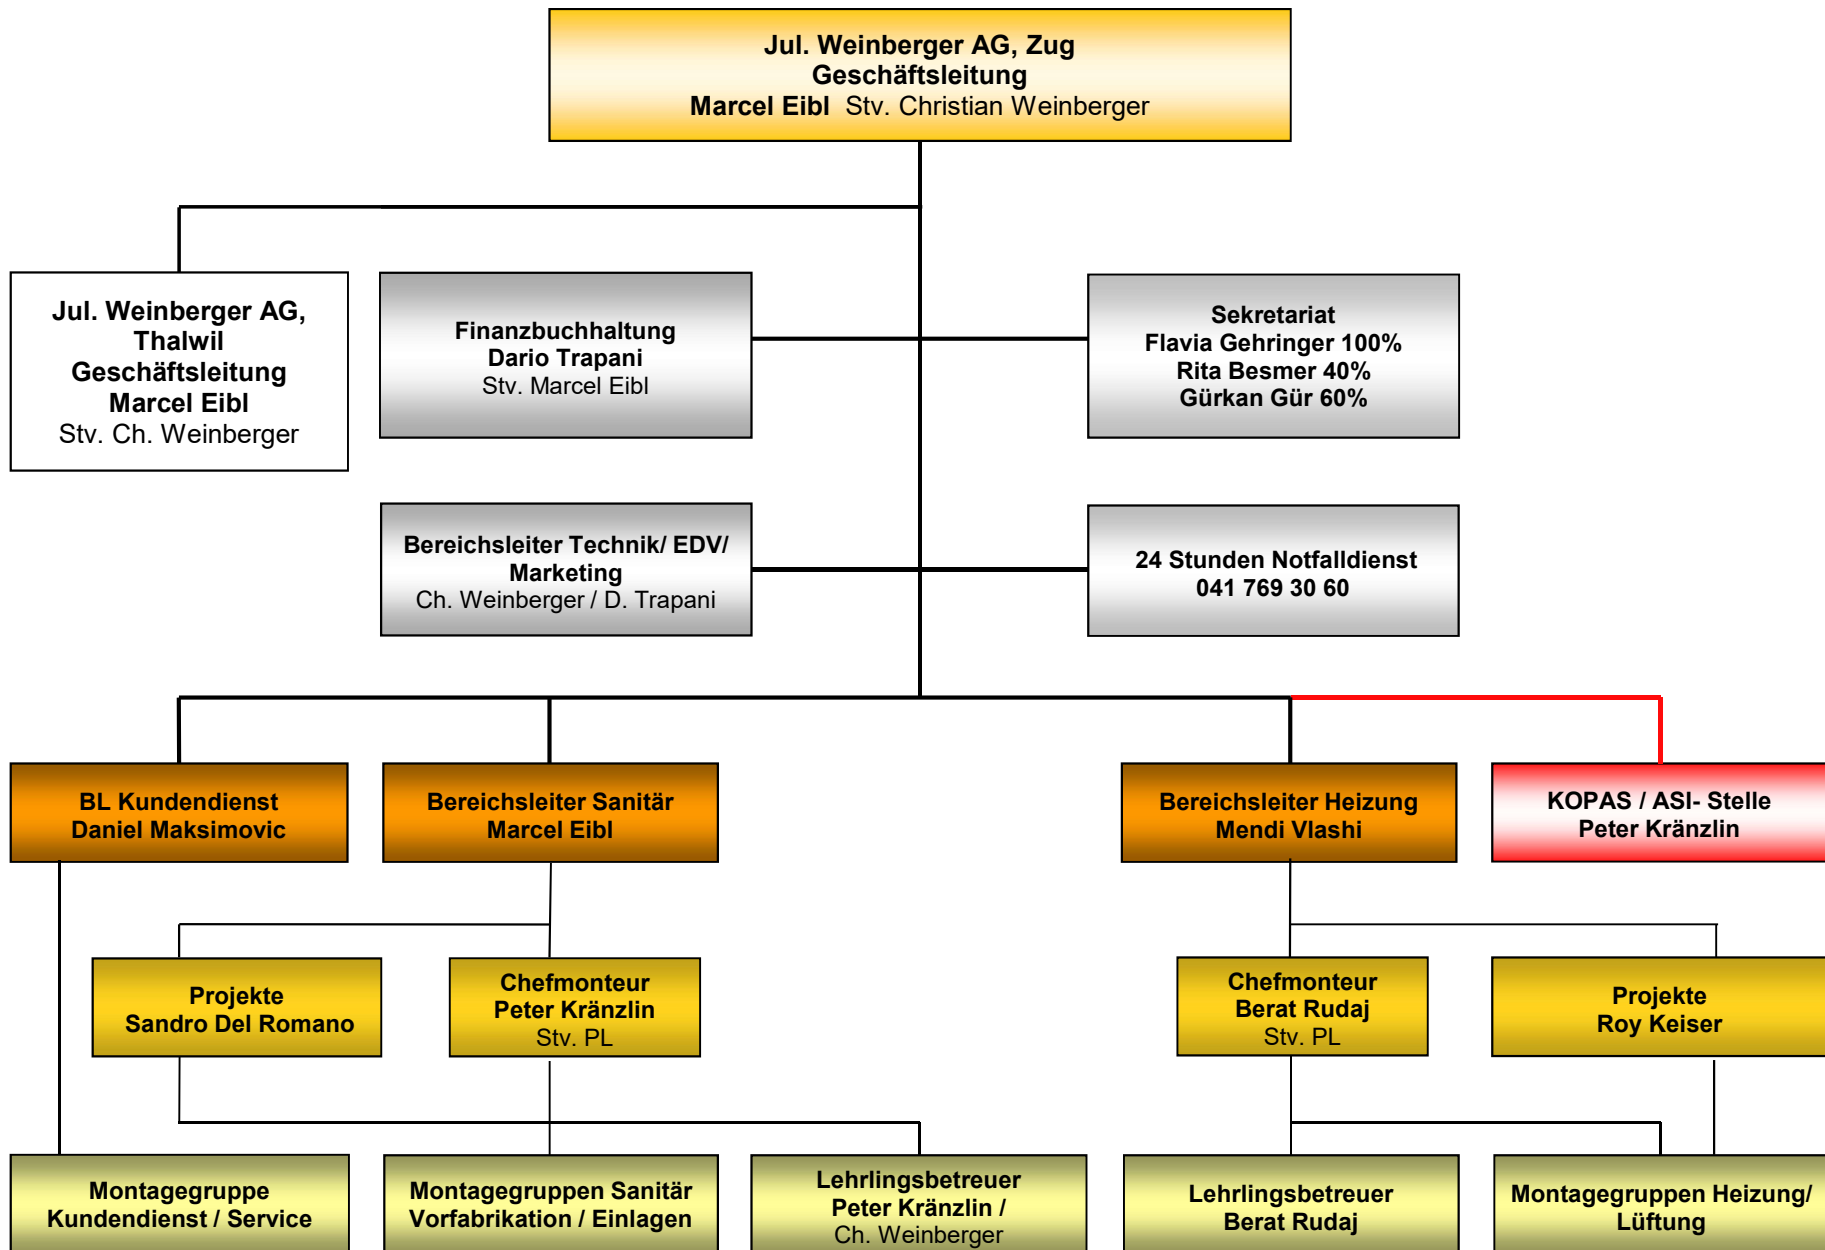 Jul. Weinberger AG, Zug
Geschäftsleitung
Marcel Eibl Stv. Christian Weinberger
Jul. Weinberger AG,
Thalwil
Geschäftsleitung
Marcel Eibl
Stv. Ch. Weinberger
Finanzbuchhaltung
Dario Trapani
Stv. Marcel Eibl
Sekretariat
Flavia Gehringer 100%
Rita Besmer 40%
Gürkan Gür 60%
Bereichsleiter Technik/ EDV/
Marketing
Ch. Weinberger / D. Trapani
24 Stunden Notfalldienst
041 769 30 60
BL Kundendienst
Daniel Maksimovic
Bereichsleiter Sanitär
Marcel Eibl
Bereichsleiter Heizung
Mendi Vlashi
KOPAS / ASI- Stelle
Peter Kränzlin
Projekte
Sandro Del Romano
Chefmonteur
Peter Kränzlin
Stv. PL
Chefmonteur
Berat Rudaj
Stv. PL
Projekte
Roy Keiser
Montagegruppe
Kundendienst / Service
Montagegruppen Sanitär
Vorfabrikation / Einlagen
Lehrlingsbetreuer
Peter Kränzlin /
Ch. Weinberger
Lehrlingsbetreuer
Berat Rudaj
Montagegruppen Heizung/
Lüftung